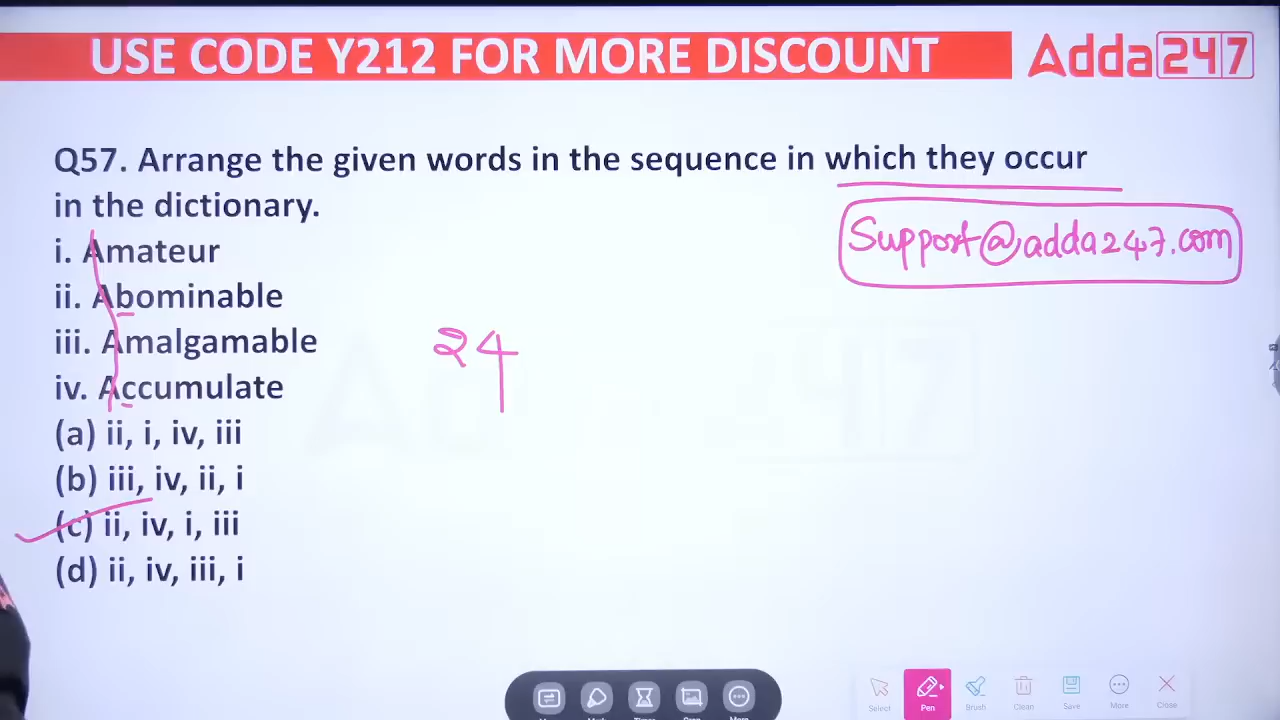 USE CODE Y212 FOR MORE DISCOUNT
Adda247
Q57. Arrange the given words in the sequence in which they occur
in the dictionary.
Support@adda247.com
i. Amateur
ii. Abominable
iii. Amalgamable
24
iv. Accumulate
(a) ii, i, iv, iii
(b) iii, iv, ii, i
(c) ii, iv, i, iii
(d) ii, iv, iii, i
More
Select
Pen
Brush
Clean
Save
More
Close